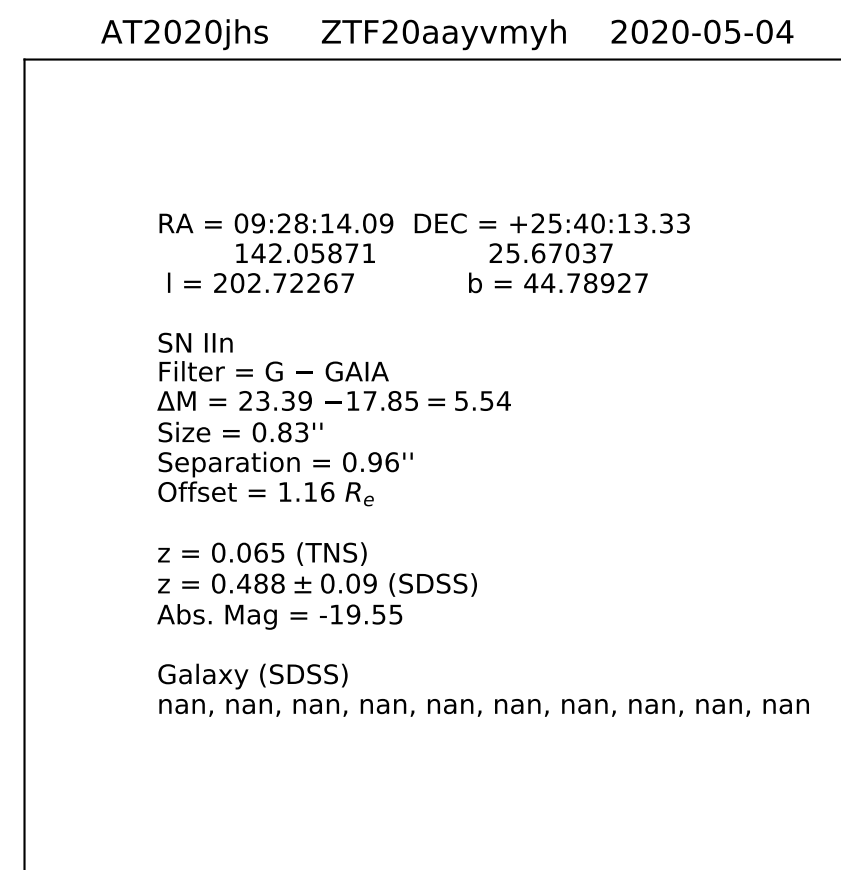 AT2020jhs ZTF20aayvmyh 2020-05-04
RA = 09:28:14.09 DEC = +25:40:13.33
142.05871 25.67037
l = 202.72267 b = 44.78927
SN IIn
Filter = G − GAIA
ΔM = 23.39 −17.85 = 5.54
Size = 0.83''
Separation = 0.96''
Offset = 1.16 Rₑ
z = 0.065 (TNS)
z = 0.488 ± 0.09 (SDSS)
Abs. Mag = -19.55
Galaxy (SDSS)
nan, nan, nan, nan, nan, nan, nan, nan, nan, nan